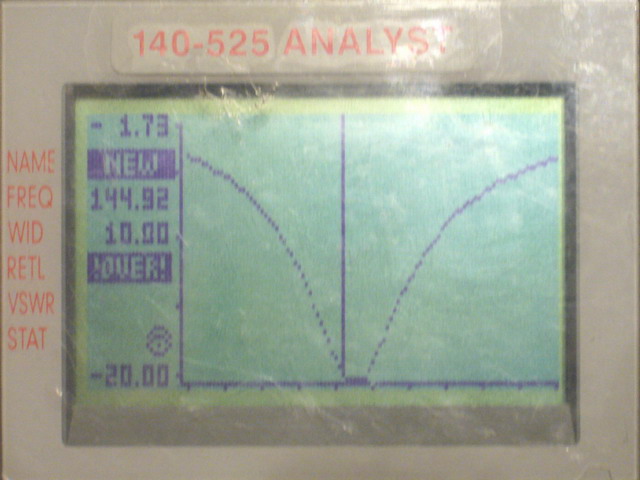 140-525 ANALYST
- 1.73
NAME NEW
FREQ 144.92
WID 10.00
RETL !OVER!
VSWR
STAT
-20.00